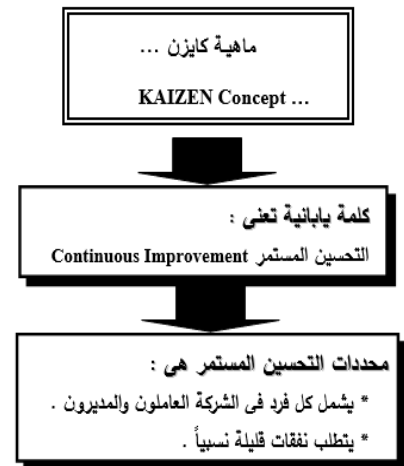 ماهية كايزن ...
KAIZEN Concept ...
كلمة يابانية تعنى :
التحسين المستمر Continuous Improvement
محددات التحسين المستمر هى :
* يشمل كل فرد فى الشركة العاملون والمديرون .
* يتطلب نفقات قليلة نسبياً .